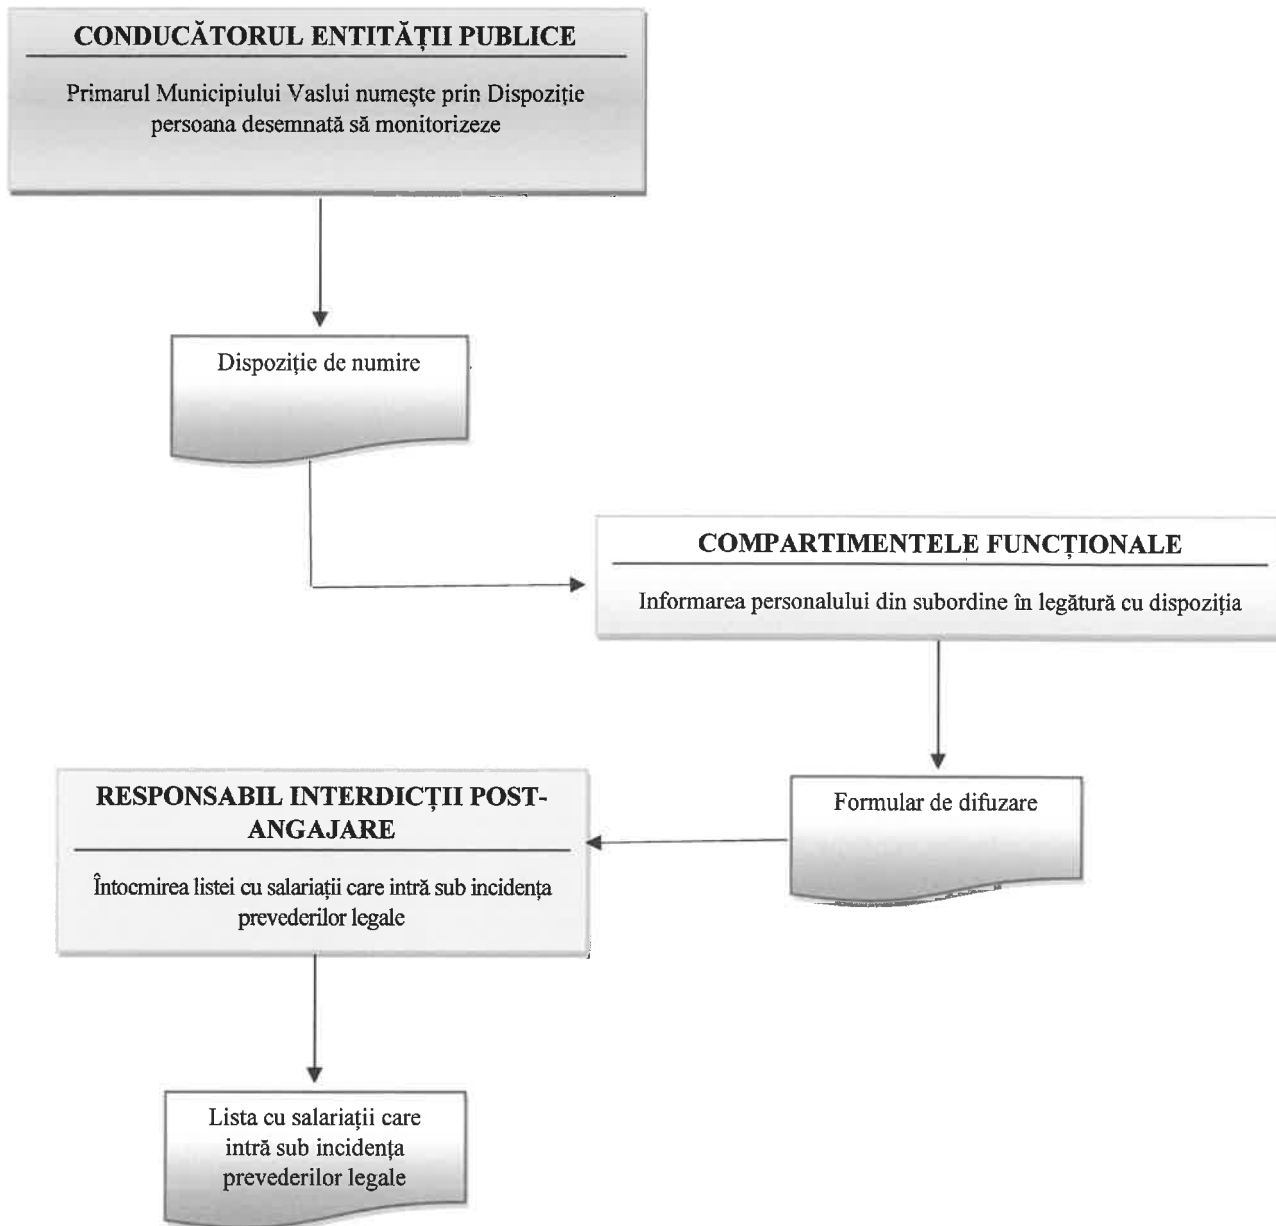 CONDUCĂTORUL ENTITĂȚII PUBLICE
Primarul Municipiului Vaslui numește prin Dispoziție
persoana desemnată să monitorizeze
Dispoziție de numire
COMPARTIMENTELE FUNCȚIONALE
Informarea personalului din subordine în legătură cu dispoziția
Formular de difuzare
RESPONSABIL INTERDICȚII POST-
ANGAJARE
Întocmirea listei cu salariații care intră sub incidența
prevederilor legale
Lista cu salariații care
intră sub incidența
prevederilor legale